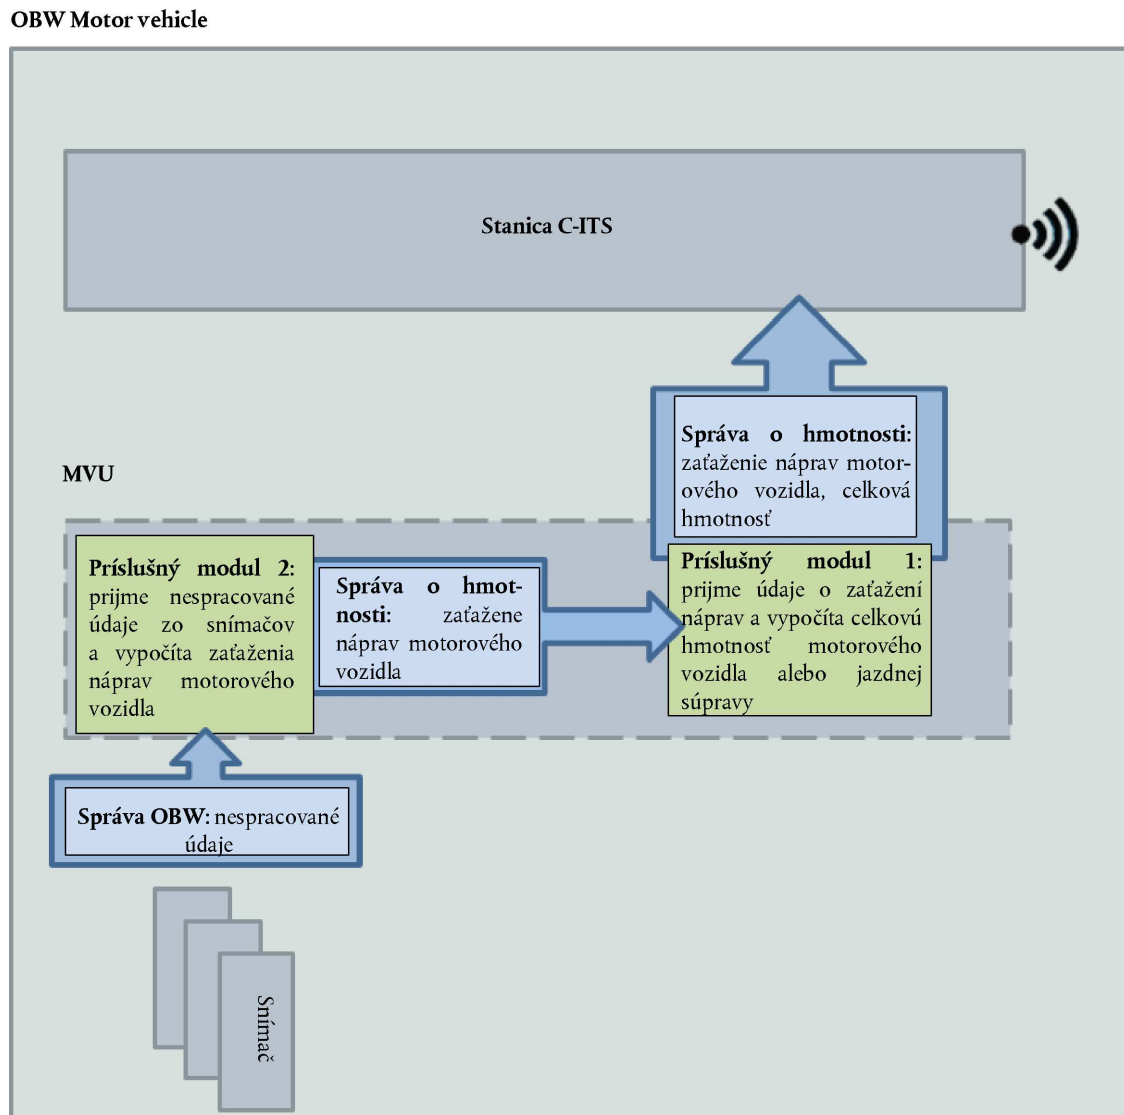 OBW Motor vehicle
Stanica C-ITS
Správa o hmotnosti:
zaťaženie náprav motor-
ového vozidla, celková
hmotnosť
MVU
Príslušný modul 2:
prijme nespracované
údaje zo snímačov
a vypočíta zaťaženia
náprav motorového
vozidla
Správa o hmot-
nosti: zaťažene
náprav motorového
vozidla
Príslušný modul 1:
prijme údaje o zaťažení
náprav a vypočíta celkovú
hmotnosť motorového
vozidla alebo jazdnej
súpravy
Správa OBW: nespracované
údaje
Snímač